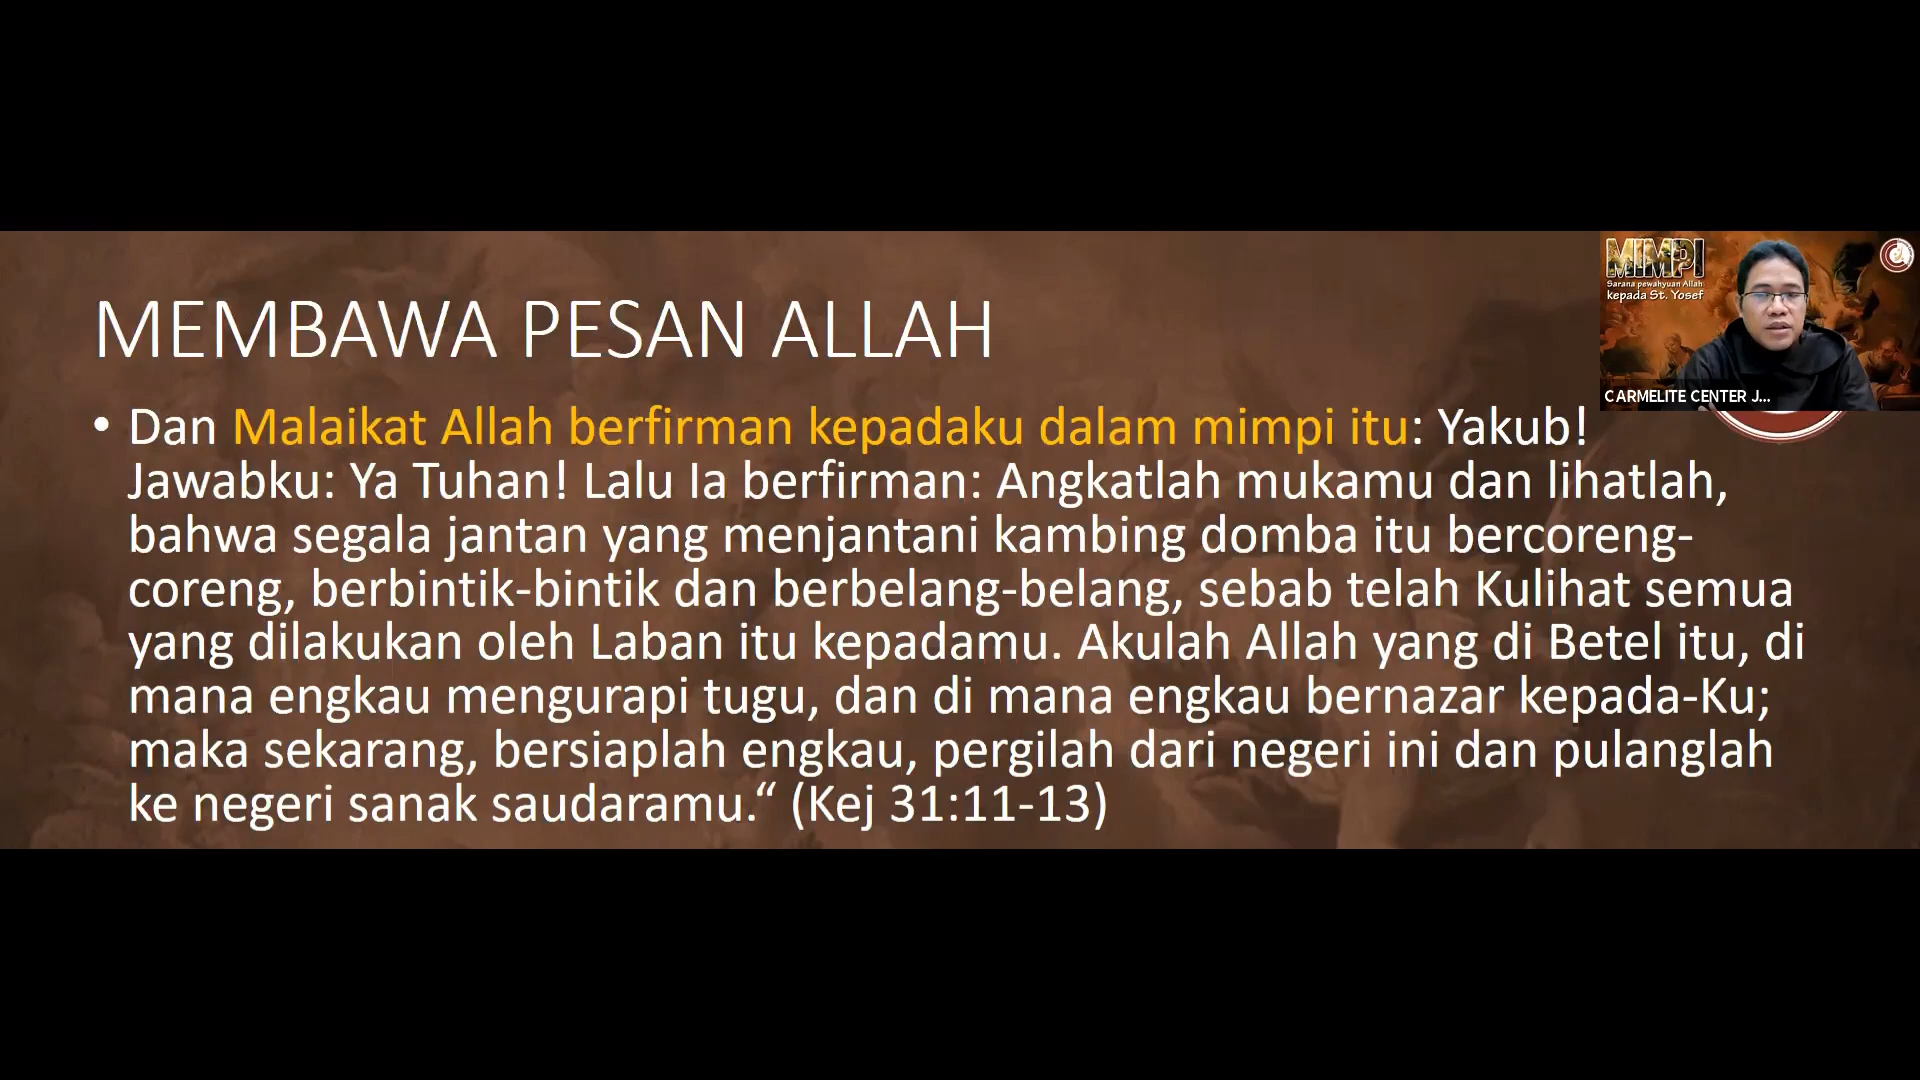 MEMBAWA PESAN ALLAH
• Dan Malaikat Allah berfirman kepadaku dalam mimpi itu: Yakub!
Jawabku: Ya Tuhan! Lalu Ia berfirman: Angkatlah mukamu dan lihatlah,
bahwa segala jantan yang menjantani kambing domba itu bercoreng-
coreng, berbintik-bintik dan berbelang-belang, sebab telah Kulihat semua
yang dilakukan oleh Laban itu kepadamu. Akulah Allah yang di Betel itu, di
mana engkau mengurapi tugu, dan di mana engkau bernazar kepada-Ku;
maka sekarang, bersiaplah engkau, pergilah dari negeri ini dan pulanglah
ke negeri sanak saudaramu.“ (Kej 31:11-13)
MIMPI
Sarana pewahyuan Allah
kepada St. Yosef
CARMELITE CENTER J...